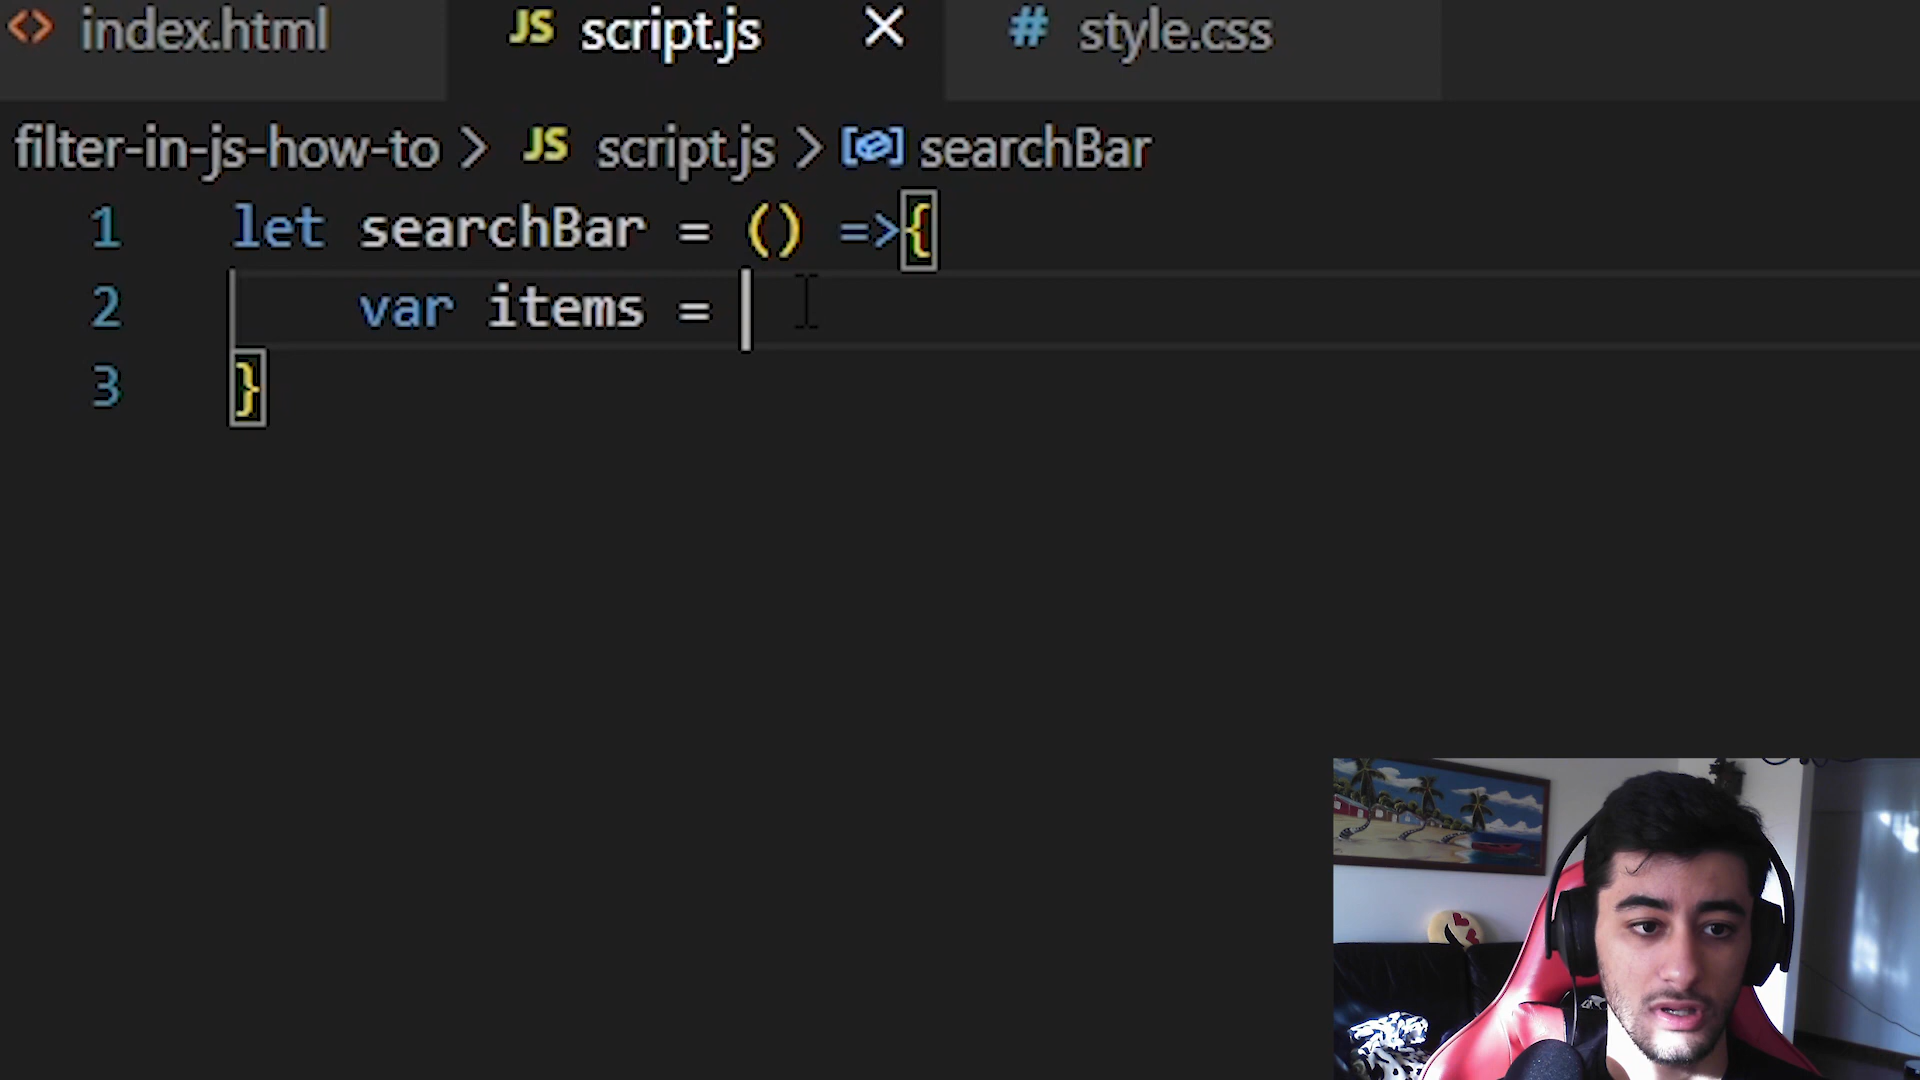 <> index.html JS script.js × # style.css
filter-in-js-how-to > JS script.js > searchBar
1 let searchBar = () =>{
2 var items =
3 }